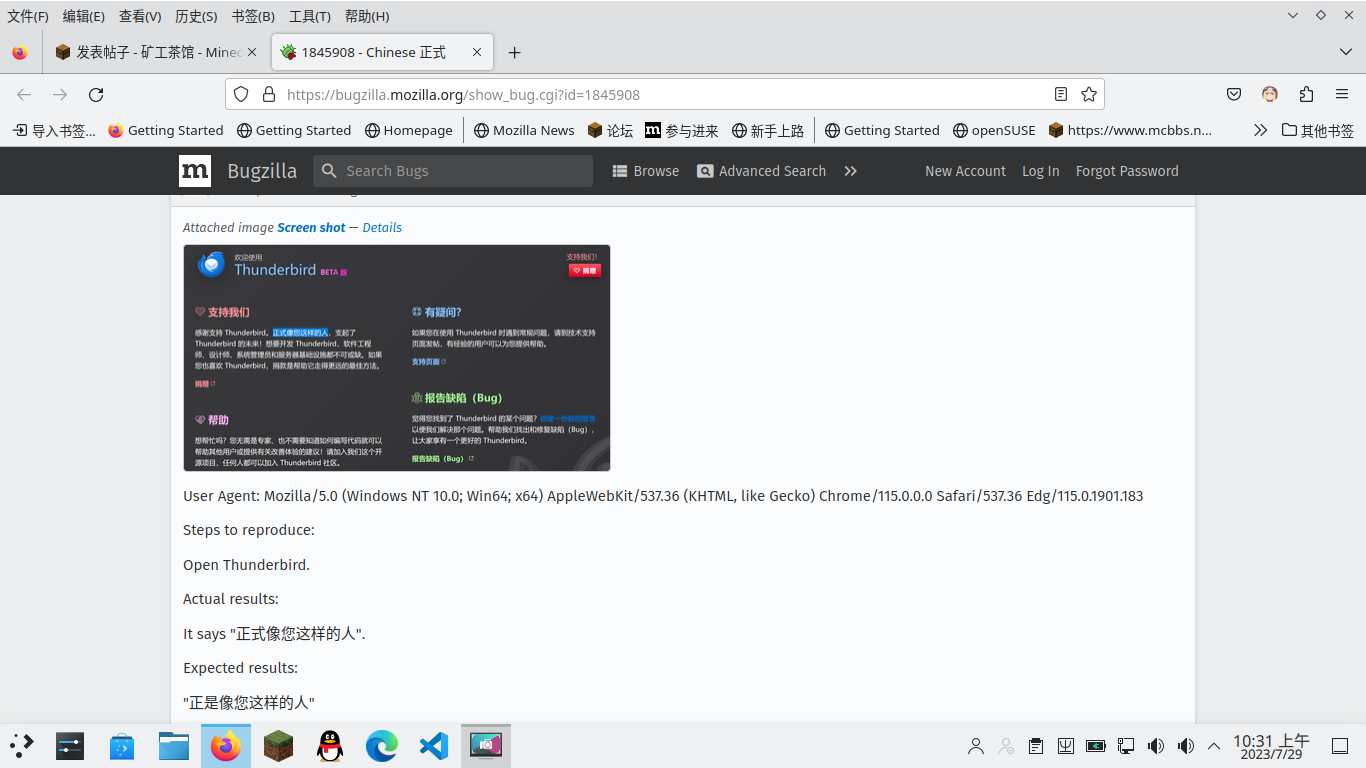 文件(F) 编辑(E) 查看(V) 历史(S) 书签(B) 工具(T) 帮助(H)
发表帖子 - 矿工茶馆 - Minec
1845908 - Chinese 正式
https://bugzilla.mozilla.org/show_bug.cgi?id=1845908
导入书签... Getting Started Getting Started Homepage Mozilla News 论坛 参与进来 新手上路 Getting Started openSUSE https://www.mcbbs.n... 其他书签
m Bugzilla Search Bugs Browse Advanced Search New Account Log In Forgot Password
Attached image Screen shot — Details
欢迎使用
Thunderbird BETA 版
支持我们!
捐赠
支持我们
感谢支持 Thunderbird。正式像您这样的人，支起了
Thunderbird 的未来！想要开发 Thunderbird，软件工程
师、设计师、系统管理员和服务器基础设施都不可或缺。如果
您也喜欢 Thunderbird，捐款是帮助它走得更远的最佳方法。
捐赠
帮助
想帮忙吗？您无需是专家、也不需要知道如何编写代码就可以
帮助其他用户或提供有关改善体验的建议！请加入我们这个开
源项目，任何人都可以加入 Thunderbird 社区。
有疑问?
如果您在使用 Thunderbird 时遇到常规问题，请到技术支持
页面发帖，有经验的用户可以为您提供帮助。
支持页面
报告缺陷（Bug）
觉得您找到了 Thunderbird 的某个问题？创建一份缺陷报告
以便我们解决那个问题。帮助我们找出和修复缺陷（Bug），
让大家享有一个更好的 Thunderbird。
报告缺陷（Bug）
User Agent: Mozilla/5.0 (Windows NT 10.0; Win64; x64) AppleWebKit/537.36 (KHTML, like Gecko) Chrome/115.0.0.0 Safari/537.36 Edg/115.0.1901.183
Steps to reproduce:
Open Thunderbird.
Actual results:
It says "正式像您这样的人".
Expected results:
"正是像您这样的人"
10:31 上午
2023/7/29